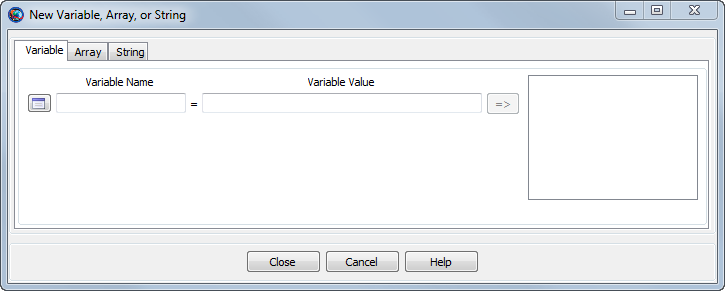 New Variable, Array, or String
Variable Array String
Variable Name Variable Value
= =>
Close Cancel Help